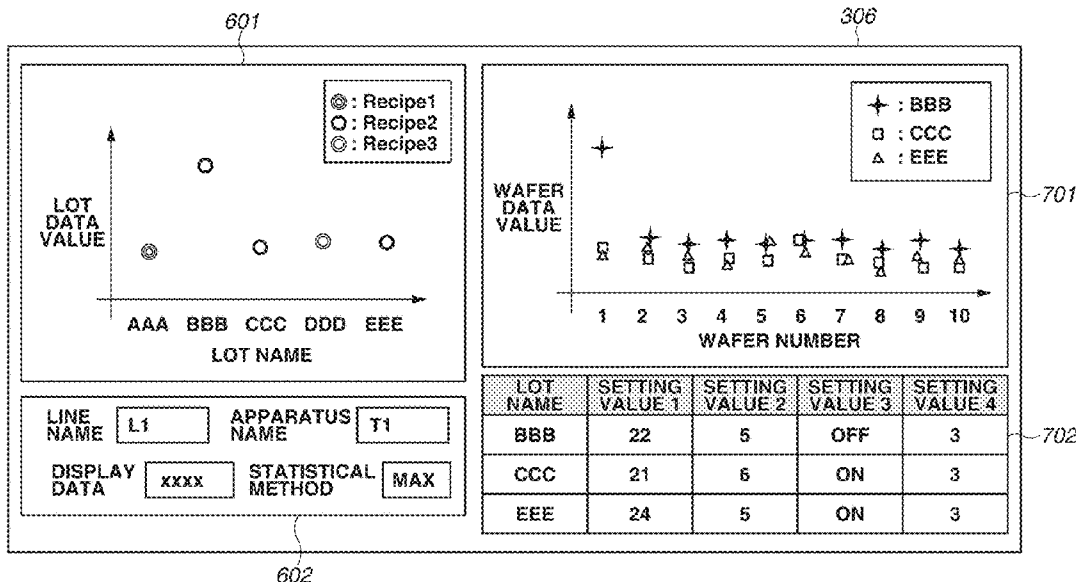 601
306
: Recipe1
: Recipe2
: Recipe3
LOT
DATA
VALUE
AAA BBB CCC DDD EEE
LOT NAME
: BBB
: CCC
: EEE
701
WAFER
DATA
VALUE
1 2 3 4 5 6 7 8 9 10
WAFER NUMBER
LINE
NAME
L1
APPARATUS
NAME
T1
DISPLAY
DATA
xxxx
STATISTICAL
METHOD
MAX
602
LOT
NAME
SETTING
VALUE 1
SETTING
VALUE 2
SETTING
VALUE 3
SETTING
VALUE 4
BBB 22 5 OFF 3
702
CCC 21 6 ON 3
EEE 24 5 ON 3